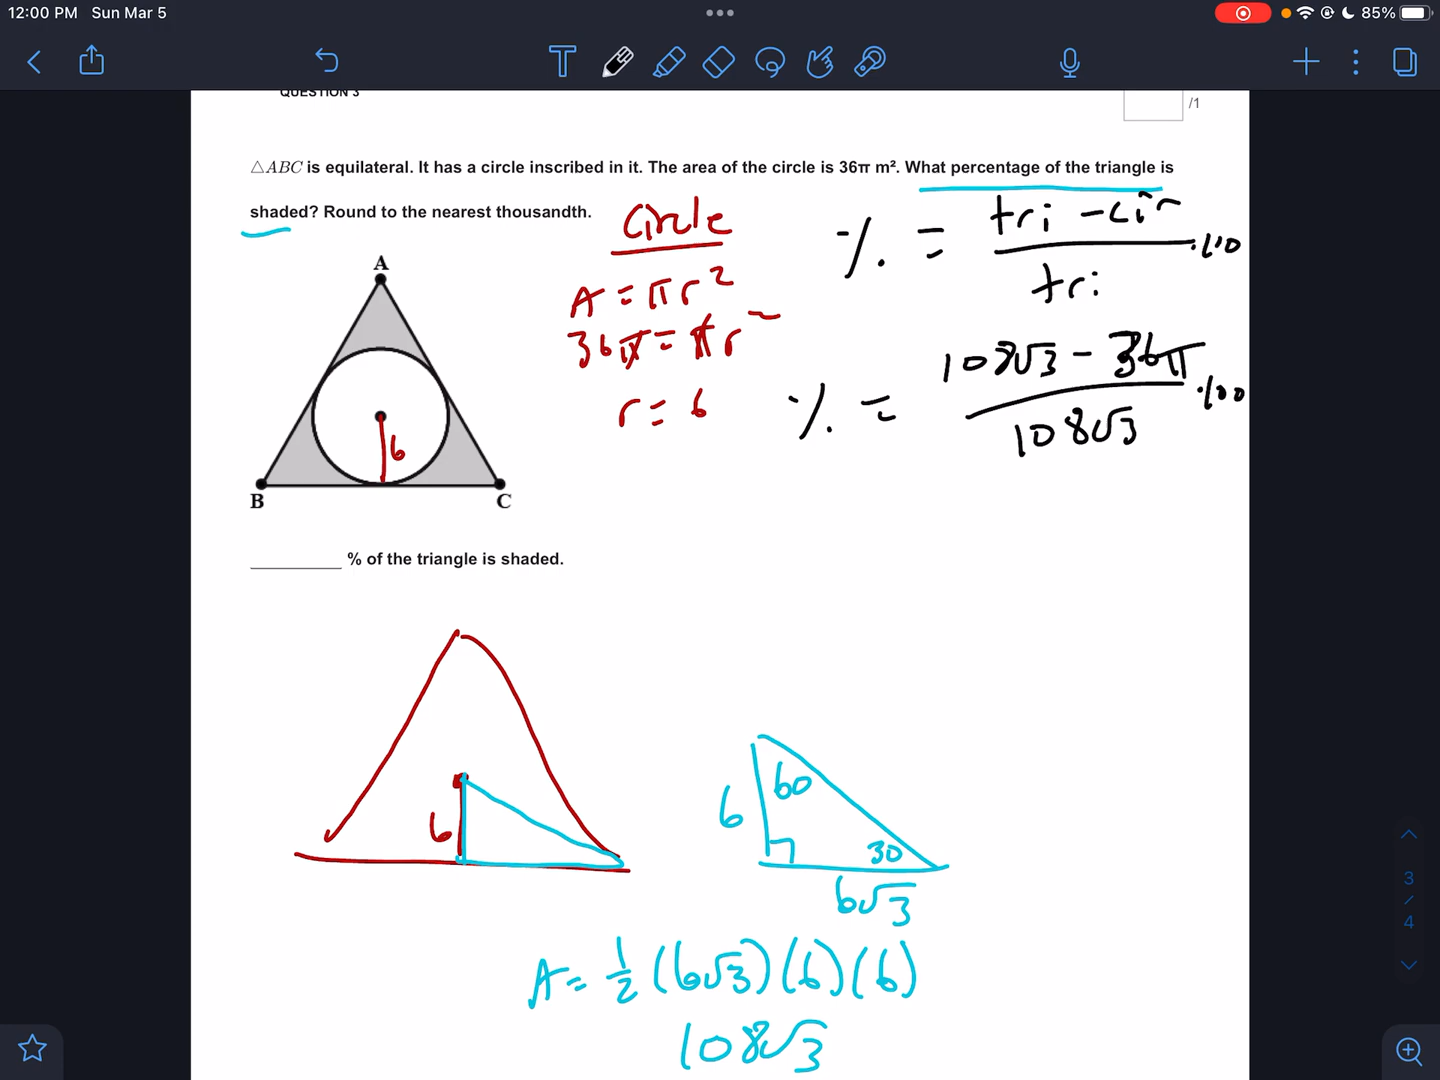 12:00 PM Sun Mar 5
85%
QUESTION 3
/1
△ABC is equilateral. It has a circle inscribed in it. The area of the circle is 36π m². What percentage of the triangle is
shaded? Round to the nearest thousandth.
Circle
A = πr²
36π = πr²
r = 6
% = tri - cir / tri · 100
% = 108√3 - 36π / 108√3 · 100
A
6
B
C
_________ % of the triangle is shaded.
6
60
6
30
6√3
A = 1/2 (6√3)(6)(6)
108√3
3
/
4